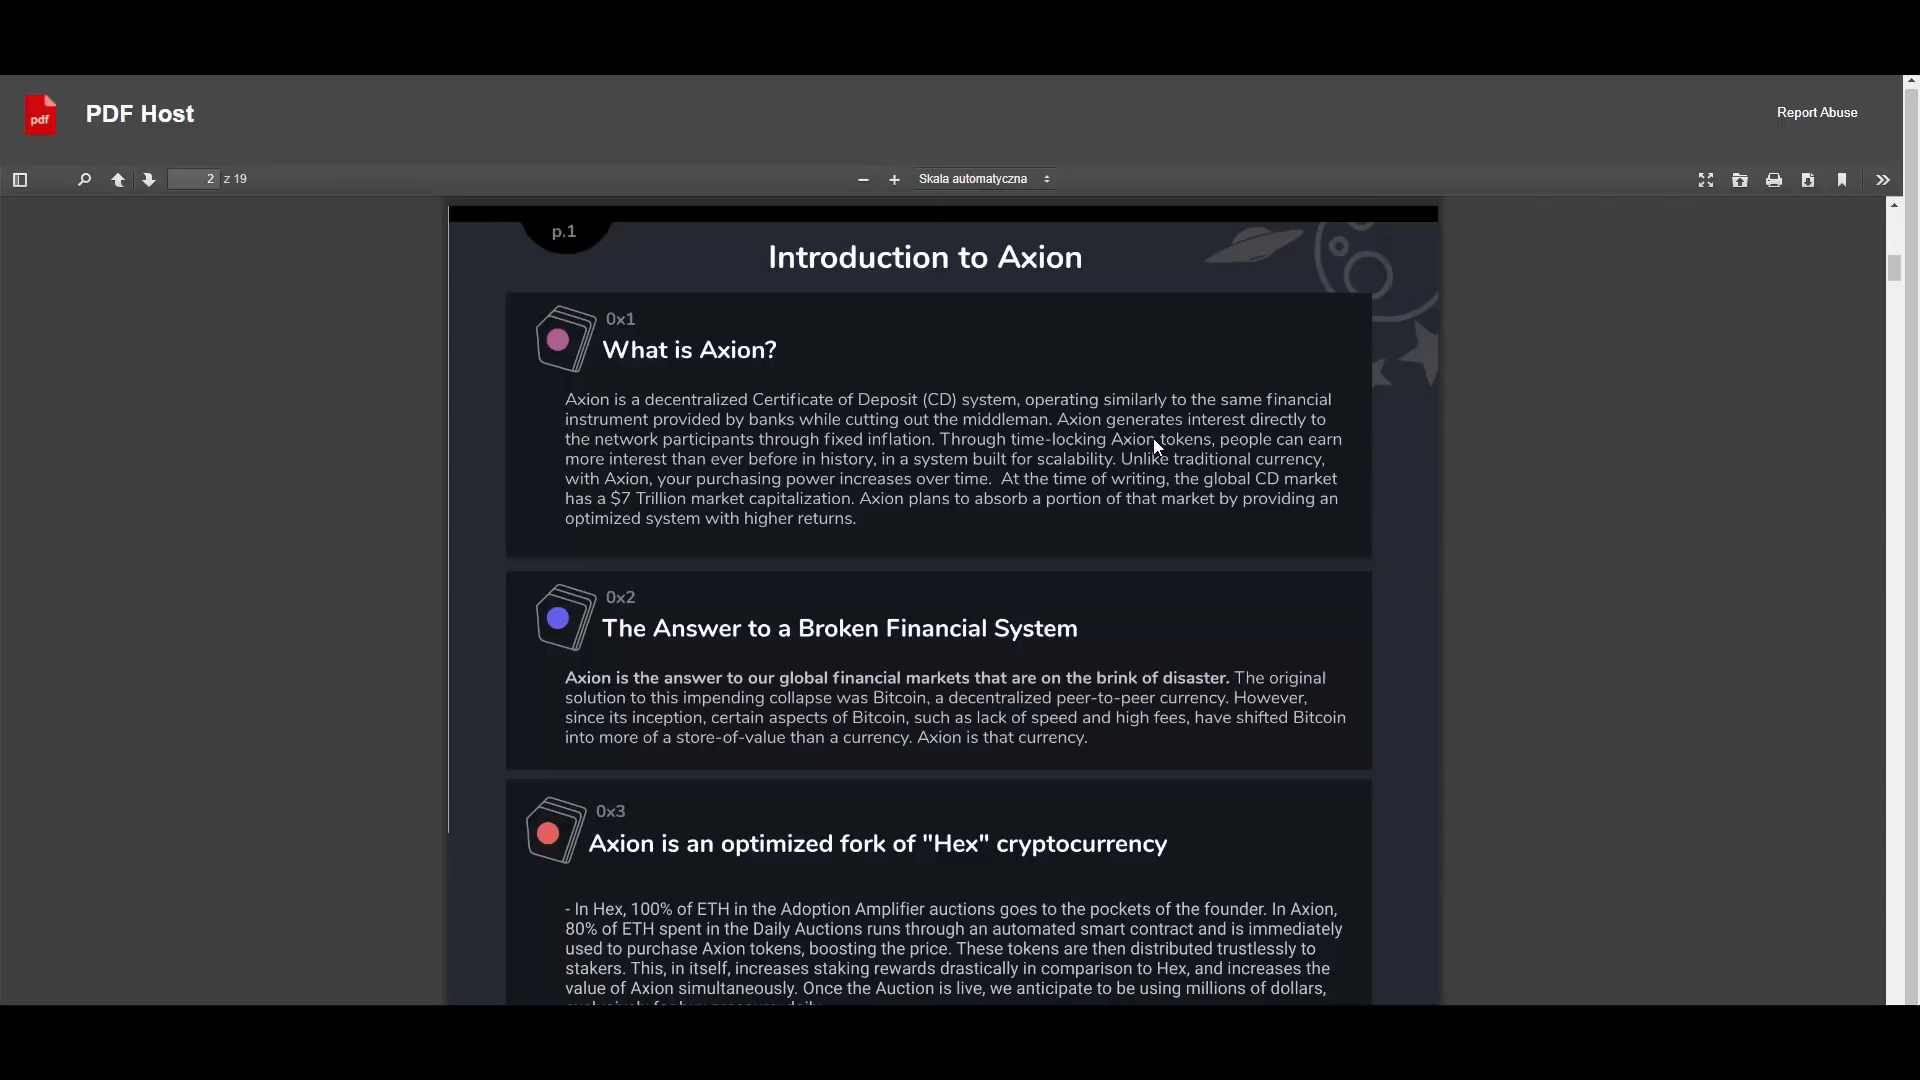 pdf
PDF Host
Report Abuse
2 z 19
Skala automatyczna
p.1
Introduction to Axion
0x1
What is Axion?
Axion is a decentralized Certificate of Deposit (CD) system, operating similarly to the same financial
instrument provided by banks while cutting out the middleman. Axion generates interest directly to
the network participants through fixed inflation. Through time-locking Axion tokens, people can earn
more interest than ever before in history, in a system built for scalability. Unlike traditional currency,
with Axion, your purchasing power increases over time. At the time of writing, the global CD market
has a $7 Trillion market capitalization. Axion plans to absorb a portion of that market by providing an
optimized system with higher returns.
0x2
The Answer to a Broken Financial System
Axion is the answer to our global financial markets that are on the brink of disaster. The original
solution to this impending collapse was Bitcoin, a decentralized peer-to-peer currency. However,
since its inception, certain aspects of Bitcoin, such as lack of speed and high fees, have shifted Bitcoin
into more of a store-of-value than a currency. Axion is that currency.
0x3
Axion is an optimized fork of "Hex" cryptocurrency
- In Hex, 100% of ETH in the Adoption Amplifier auctions goes to the pockets of the founder. In Axion,
80% of ETH spent in the Daily Auctions runs through an automated smart contract and is immediately
used to purchase Axion tokens, boosting the price. These tokens are then distributed trustlessly to
stakers. This, in itself, increases staking rewards drastically in comparison to Hex, and increases the
value of Axion simultaneously. Once the Auction is live, we anticipate to be using millions of dollars,